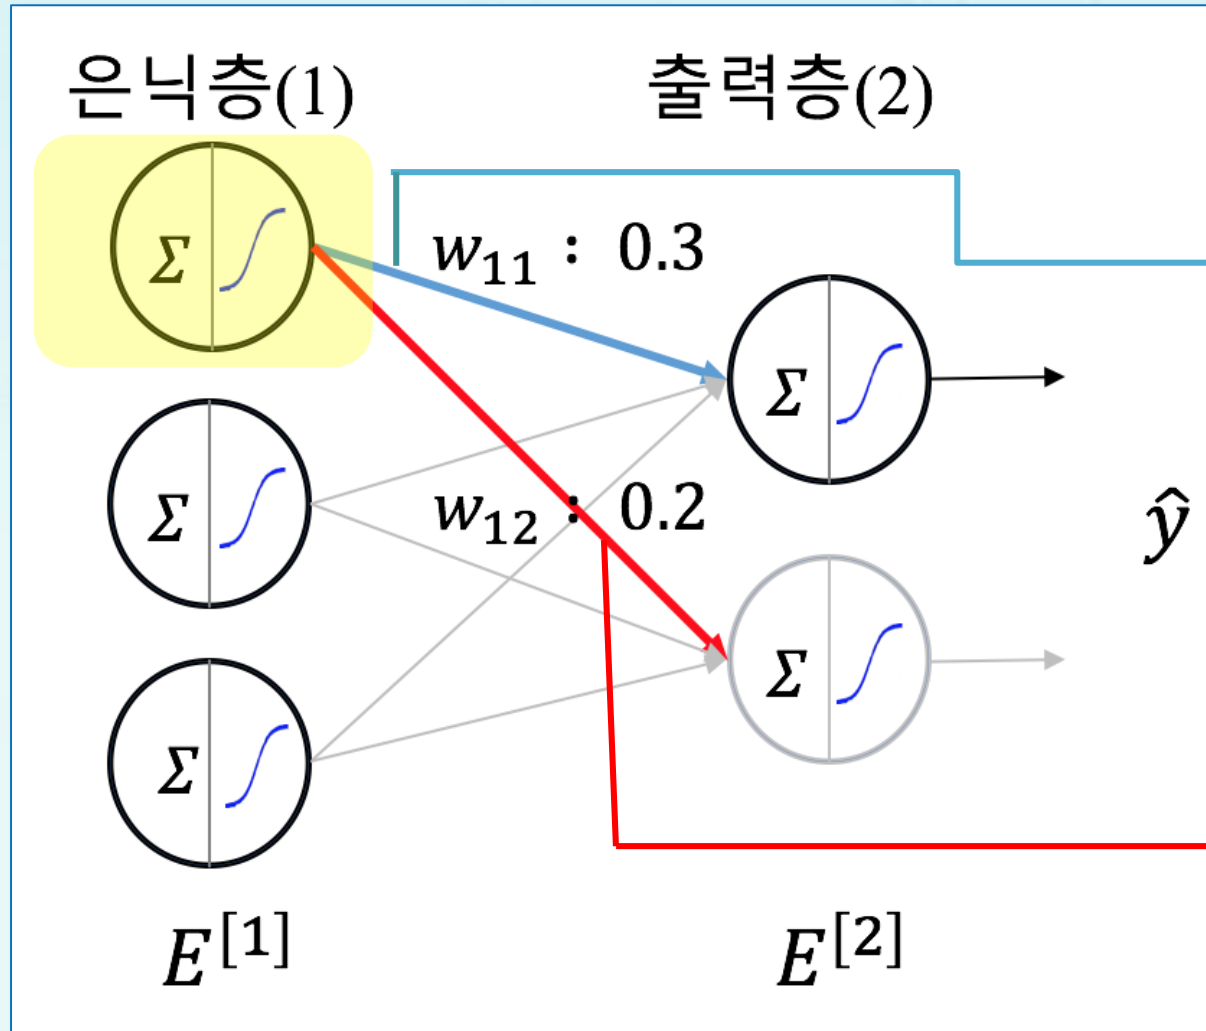 은닉층(1)
출력층(2)
Σ
w₁₁ : 0.3
Σ
Σ
w₁₂ : 0.2
ŷ
Σ
Σ
E^[1]
E^[2]